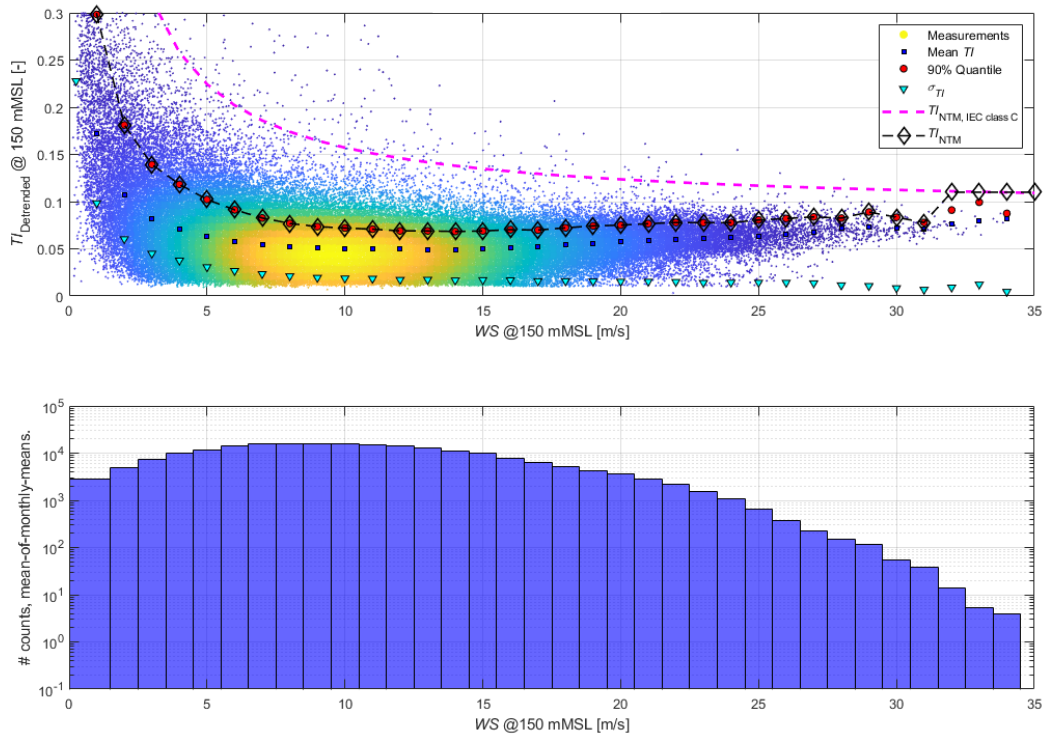 0.3
0.25
0.2
0.15
0.1
0.05
0
TI_Detrended @ 150 mMSL [-]
Measurements
Mean TI
90% Quantile
σ_TI
TI_NTM, IEC class C
TI_NTM
0 5 10 15 20 25 30 35
WS @150 mMSL [m/s]
10^5
10^4
10^3
10^2
10^1
10^0
10^-1
# counts, mean-of-monthly-means.
0 5 10 15 20 25 30 35
WS @150 mMSL [m/s]